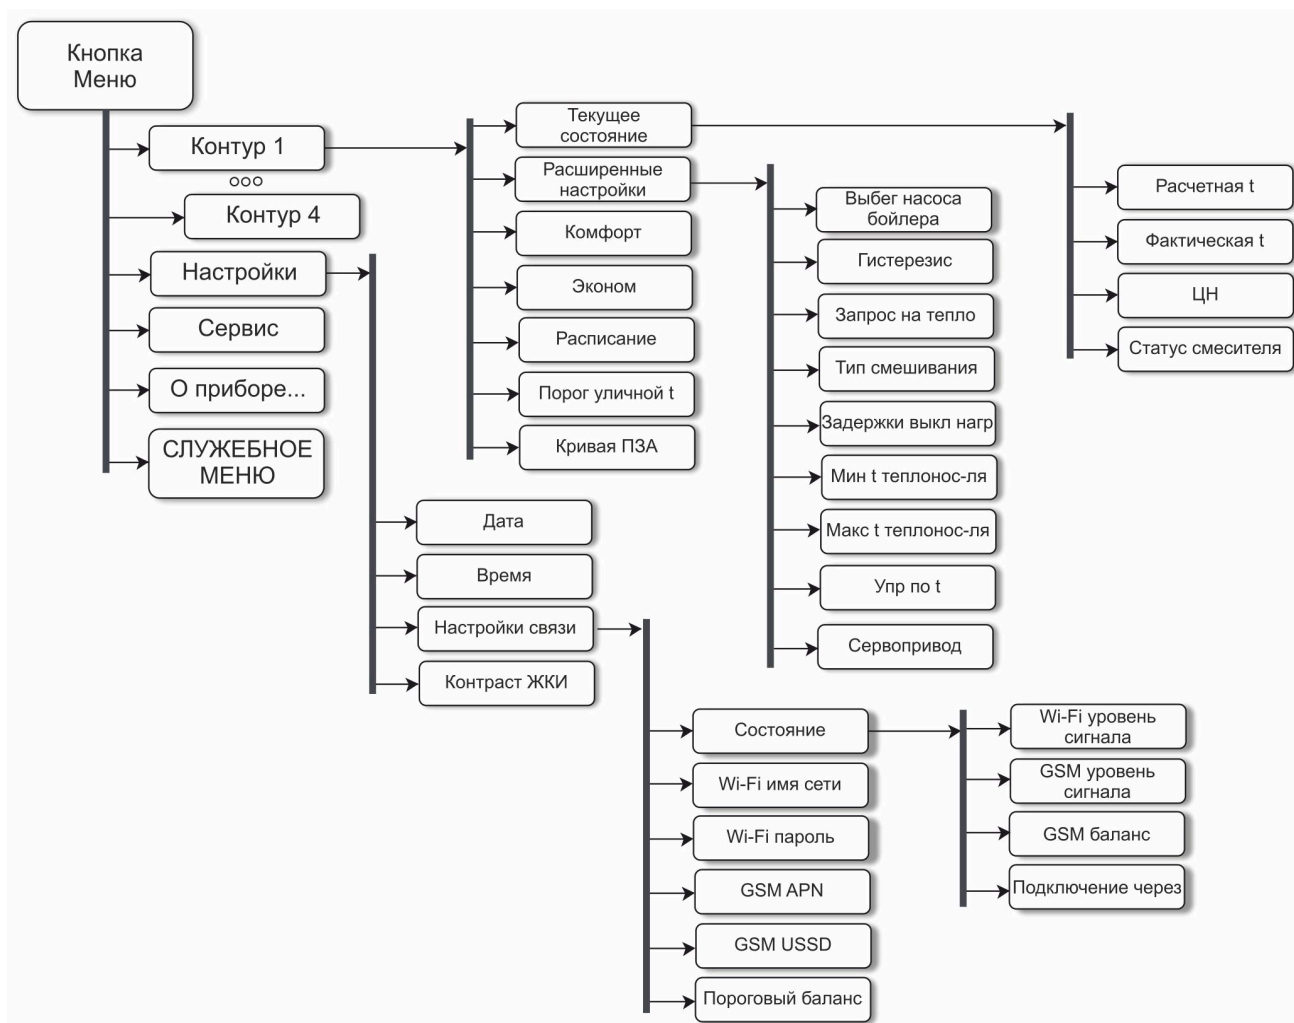 Кнопка
Меню
Контур 1
ooo
Контур 4
Настройки
Сервис
О приборе...
СЛУЖЕБНОЕ
МЕНЮ
Текущее
состояние
Расширенные
настройки
Комфорт
Эконом
Расписание
Порог уличной t
Кривая ПЗА
Расчетная t
Фактическая t
ЦН
Статус смесителя
Выбег насоса
бойлера
Гистерезис
Запрос на тепло
Тип смешивания
Задержки выкл нагр
Мин t теплонос-ля
Макс t теплонос-ля
Упр по t
Сервопривод
Дата
Время
Настройки связи
Контраст ЖКИ
Состояние
Wi-Fi имя сети
Wi-Fi пароль
GSM APN
GSM USSD
Пороговый баланс
Wi-Fi уровень
сигнала
GSM уровень
сигнала
GSM баланс
Подключение через